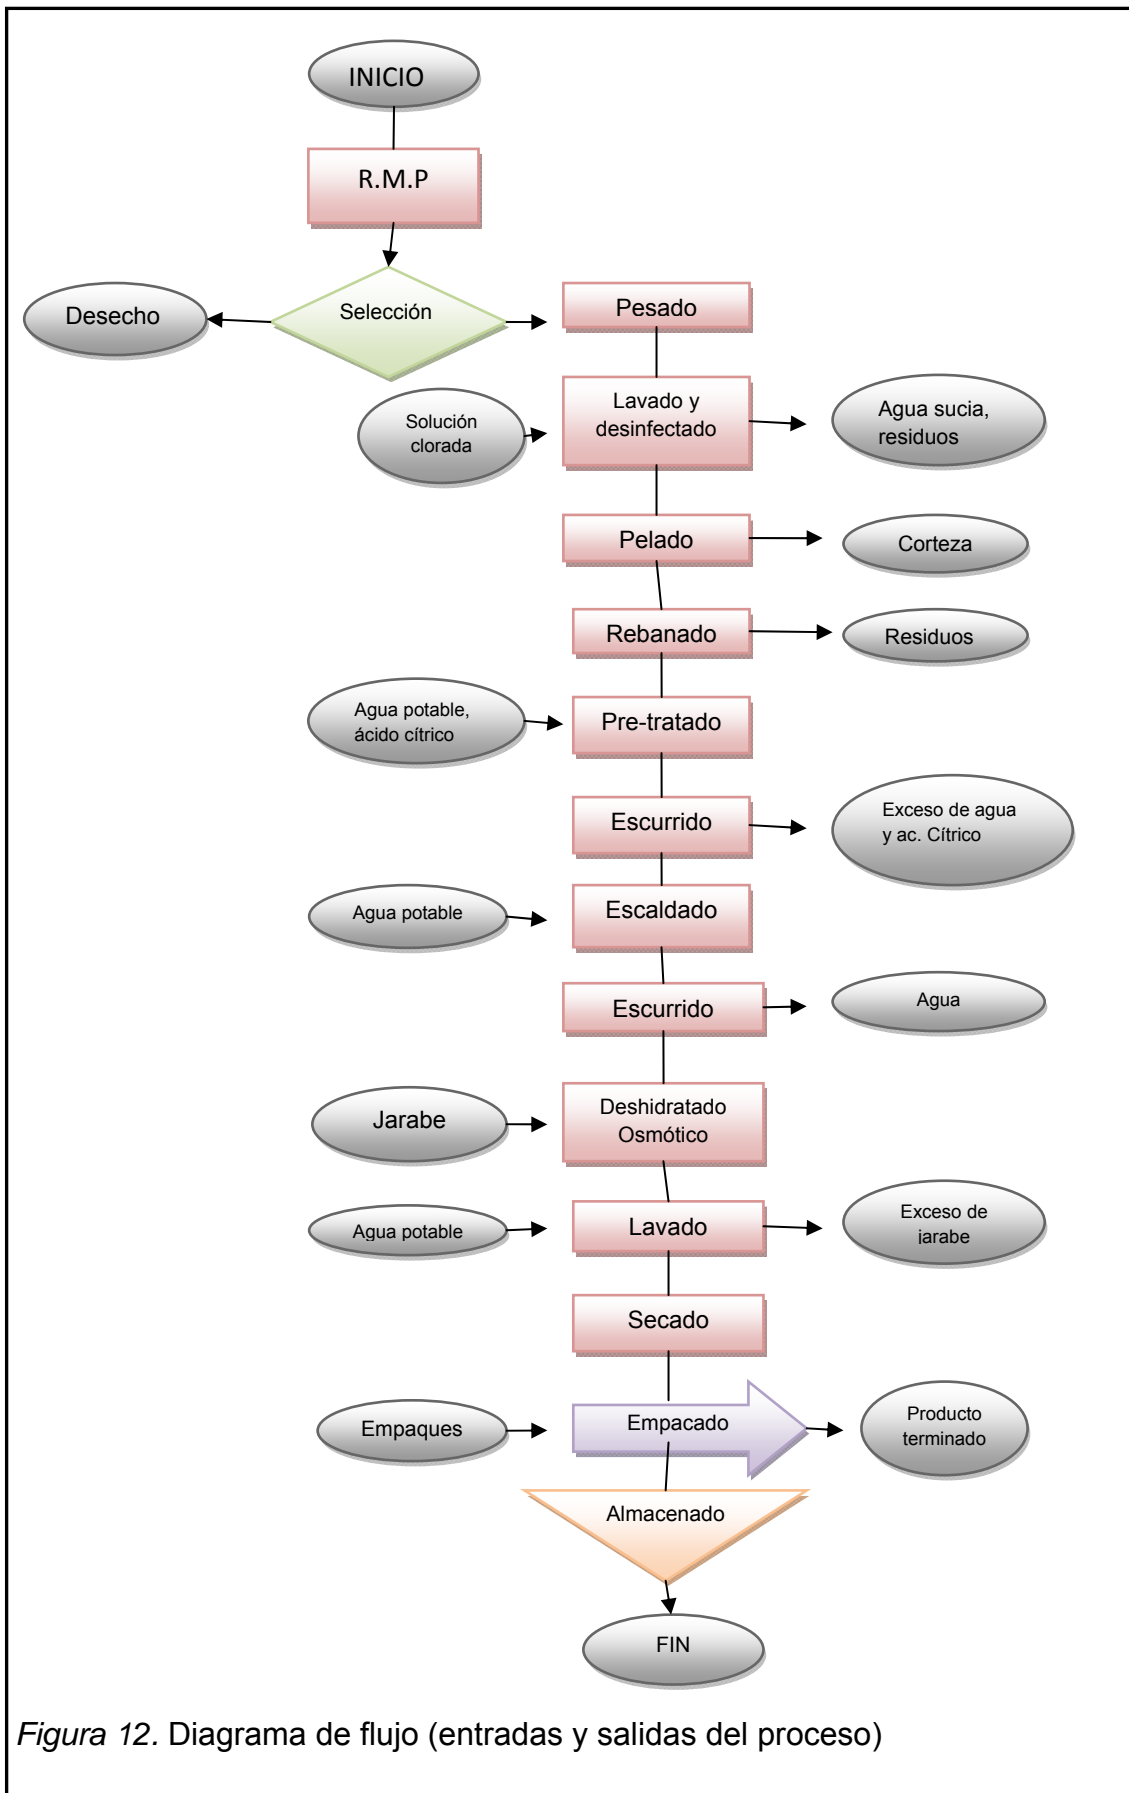 INICIO
R.M.P
Desecho
Selección
Pesado
Solución
clorada
Lavado y
desinfectado
Agua sucia,
residuos
Pelado
Corteza
Rebanado
Residuos
Agua potable,
ácido cítrico
Pre-tratado
Escurrido
Exceso de agua
y ac. Cítrico
Agua potable
Escaldado
Escurrido
Agua
Jarabe
Deshidratado
Osmótico
Agua potable
Lavado
Exceso de
jarabe
Secado
Empaques
Empacado
Producto
terminado
Almacenado
FIN
Figura 12. Diagrama de flujo (entradas y salidas del proceso)